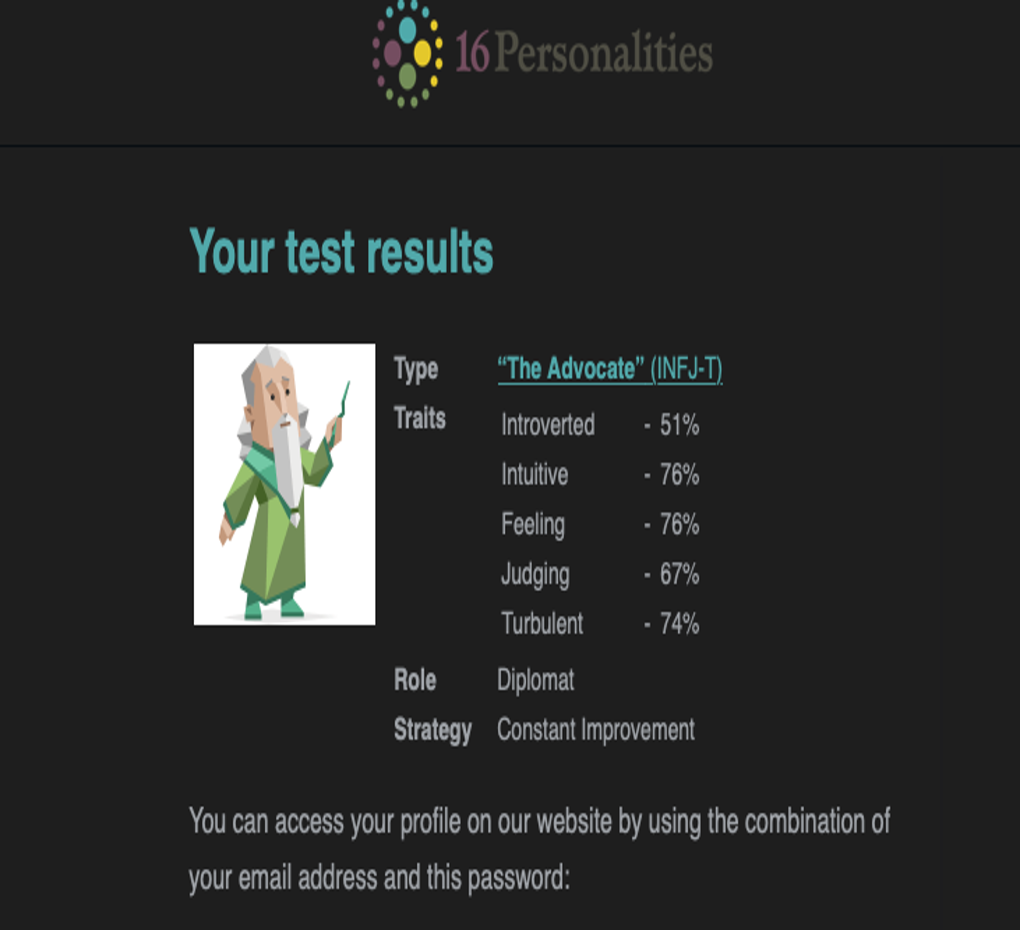 16Personalities
Your test results
Type “The Advocate” (INFJ-T)
Traits Introverted - 51%
Intuitive - 76%
Feeling - 76%
Judging - 67%
Turbulent - 74%
Role Diplomat
Strategy Constant Improvement
You can access your profile on our website by using the combination of
your email address and this password: